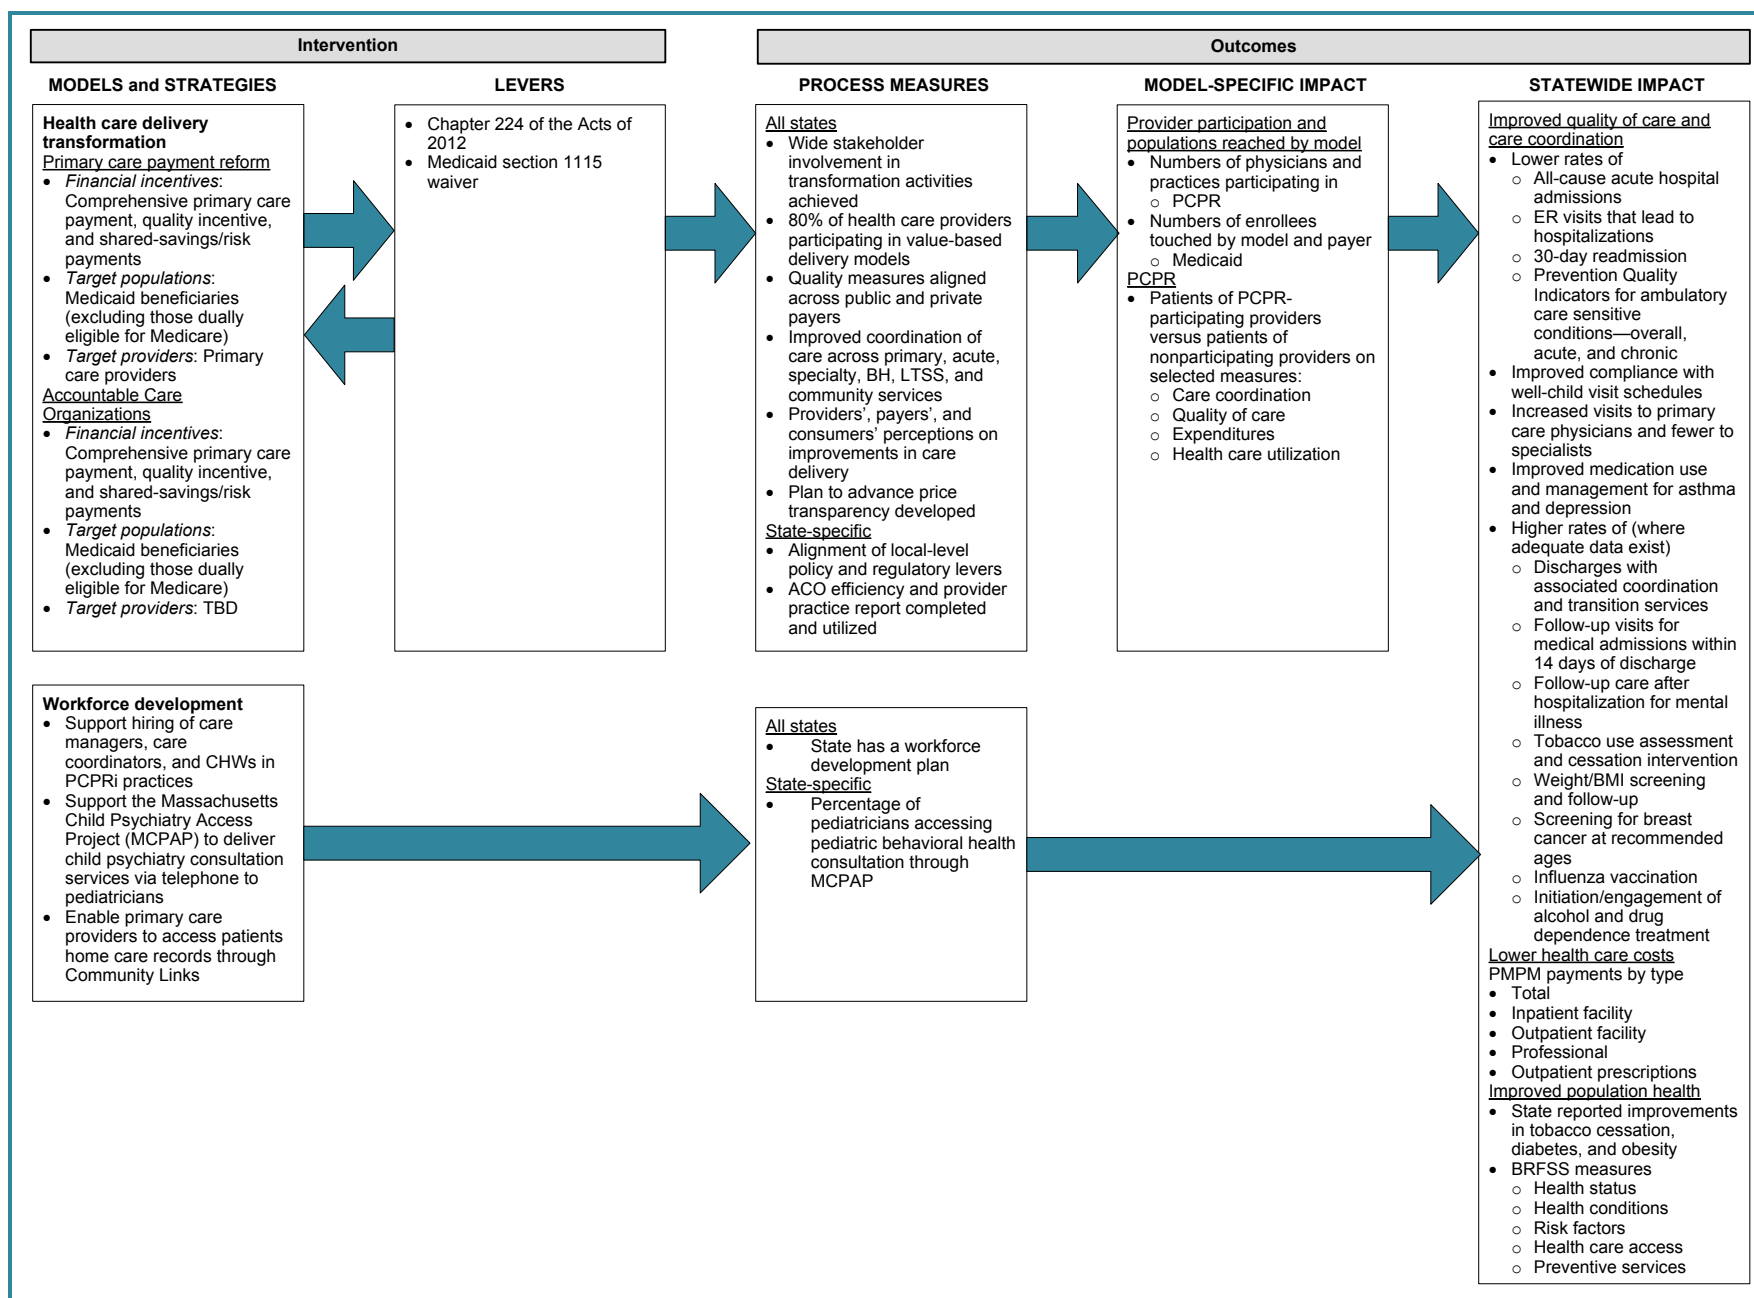 Intervention
Outcomes
MODELS and STRATEGIES
LEVERS
PROCESS MEASURES
MODEL-SPECIFIC IMPACT
STATEWIDE IMPACT
Health care delivery
transformation
Primary care payment reform
• Financial incentives:
Comprehensive primary care
payment, quality incentive,
and shared-savings/risk
payments
• Target populations:
Medicaid beneficiaries
(excluding those dually
eligible for Medicare)
• Target providers: Primary
care providers
Accountable Care
Organizations
• Financial incentives:
Comprehensive primary care
payment, quality incentive,
and shared-savings/risk
payments
• Target populations:
Medicaid beneficiaries
(excluding those dually
eligible for Medicare)
• Target providers: TBD
• Chapter 224 of the Acts of
2012
• Medicaid section 1115
waiver
All states
• Wide stakeholder
involvement in
transformation activities
achieved
• 80% of health care providers
participating in value-based
delivery models
• Quality measures aligned
across public and private
payers
• Improved coordination of
care across primary, acute,
specialty, BH, LTSS, and
community services
• Providers’, payers’, and
consumers’ perceptions on
improvements in care
delivery
• Plan to advance price
transparency developed
State-specific
• Alignment of local-level
policy and regulatory levers
• ACO efficiency and provider
practice report completed
and utilized
Provider participation and
populations reached by model
• Numbers of physicians and
practices participating in
o PCPR
• Numbers of enrollees
touched by model and payer
o Medicaid
PCPR
• Patients of PCPR-
participating providers
versus patients of
nonparticipating providers on
selected measures:
o Care coordination
o Quality of care
o Expenditures
o Health care utilization
Improved quality of care and
care coordination
• Lower rates of
o All-cause acute hospital
admissions
o ER visits that lead to
hospitalizations
o 30-day readmission
o Prevention Quality
Indicators for ambulatory
care sensitive
conditions—overall,
acute, and chronic
• Improved compliance with
well-child visit schedules
• Increased visits to primary
care physicians and fewer to
specialists
• Improved medication use
and management for asthma
and depression
• Higher rates of (where
adequate data exist)
o Discharges with
associated coordination
and transition services
o Follow-up visits for
medical admissions within
14 days of discharge
o Follow-up care after
hospitalization for mental
illness
o Tobacco use assessment
and cessation intervention
o Weight/BMI screening
and follow-up
o Screening for breast
cancer at recommended
ages
o Influenza vaccination
o Initiation/engagement of
alcohol and drug
dependence treatment
Lower health care costs
PMPM payments by type
• Total
• Inpatient facility
• Outpatient facility
• Professional
• Outpatient prescriptions
Improved population health
• State reported improvements
in tobacco cessation,
diabetes, and obesity
• BRFSS measures
o Health status
o Health conditions
o Risk factors
o Health care access
o Preventive services
Workforce development
• Support hiring of care
managers, care
coordinators, and CHWs in
PCPRi practices
• Support the Massachusetts
Child Psychiatry Access
Project (MCPAP) to deliver
child psychiatry consultation
services via telephone to
pediatricians
• Enable primary care
providers to access patients
home care records through
Community Links
All states
• State has a workforce
development plan
State-specific
• Percentage of
pediatricians accessing
pediatric behavioral health
consultation through
MCPAP